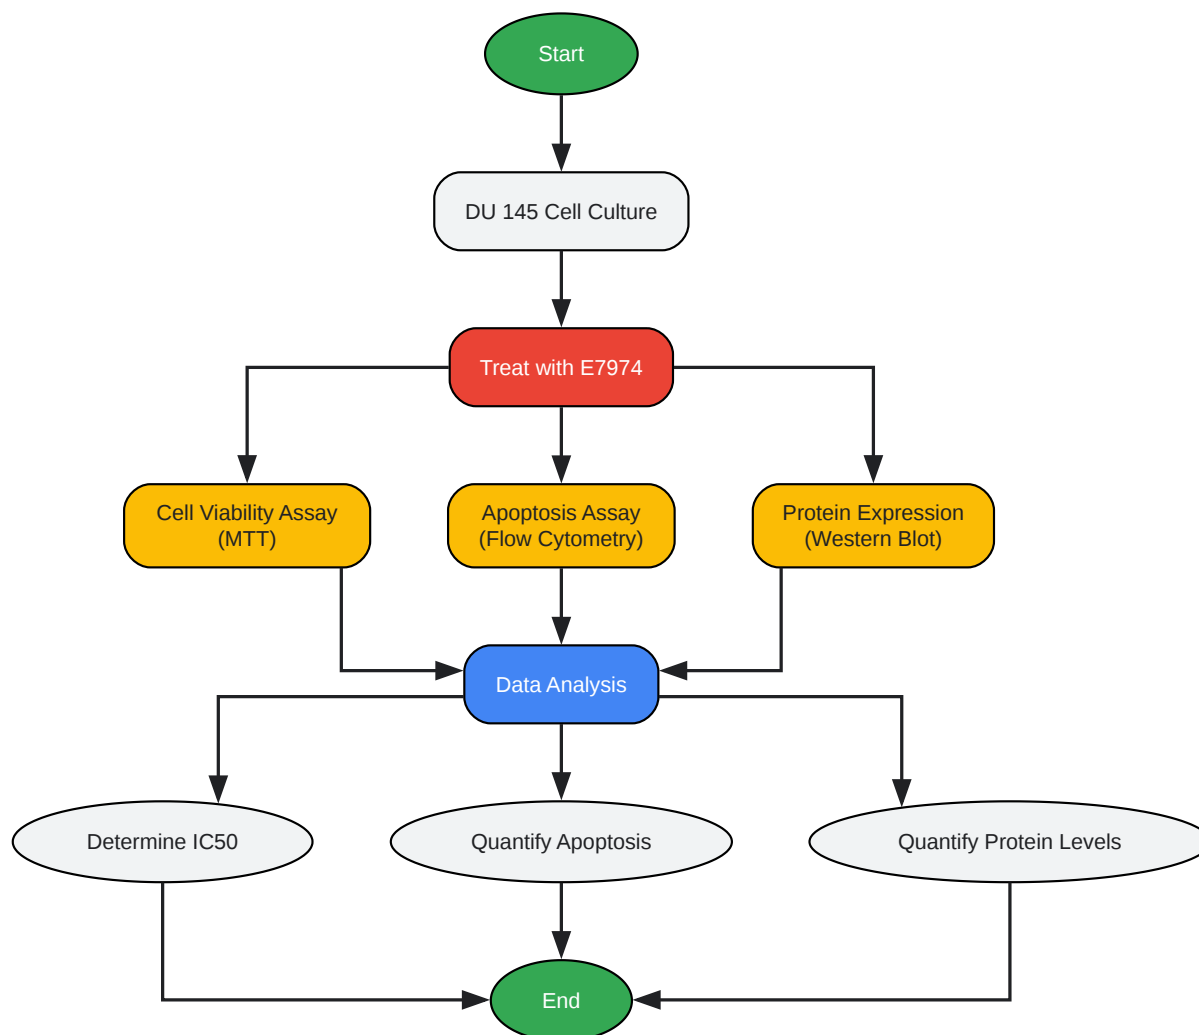 Start
DU 145 Cell Culture
Treat with E7974
Cell Viability Assay
(MTT)
Apoptosis Assay
(Flow Cytometry)
Protein Expression
(Western Blot)
Data Analysis
Determine IC50
Quantify Apoptosis
Quantify Protein Levels
End